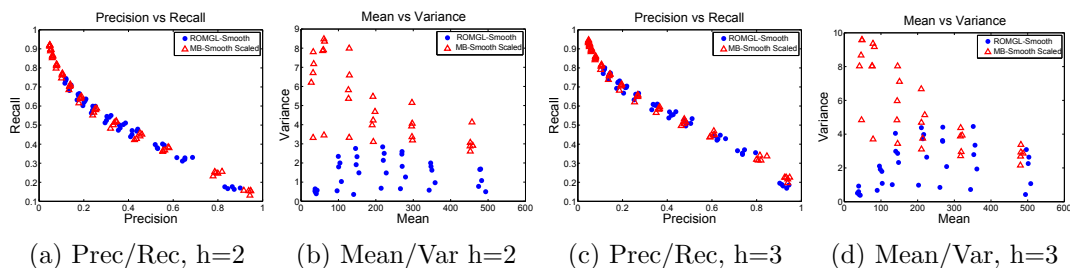 Precision vs Recall
ROMGL-Smooth
MB-Smooth Scaled
Recall
1
0.9
0.8
0.7
0.6
0.5
0.4
0.3
0.2
0.1
0 0.2 0.4 0.6 0.8 1
Precision
(a) Prec/Rec, h=2
Mean vs Variance
ROMGL-Smooth
MB-Smooth Scaled
Variance
9
8
7
6
5
4
3
2
1
0
0 100 200 300 400 500 600
Mean
(b) Mean/Var h=2
Precision vs Recall
ROMGL-Smooth
MB-Smooth Scaled
Recall
1
0.9
0.8
0.7
0.6
0.5
0.4
0.3
0.2
0.1
0 0.2 0.4 0.6 0.8 1
Precision
(c) Prec/Rec, h=3
Mean vs Variance
ROMGL-Smooth
MB-Smooth Scaled
Variance
10
8
6
4
2
0
0 100 200 300 400 500 600
Mean
(d) Mean/Var, h=3